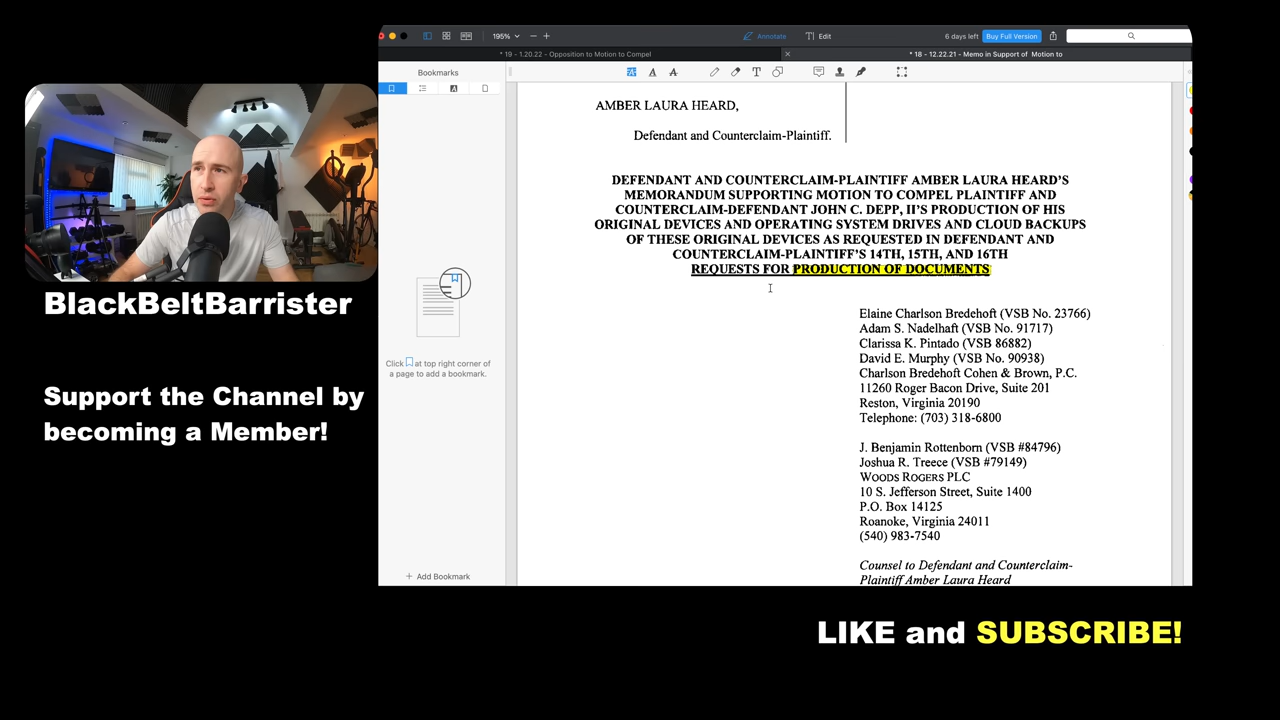 195%
Annotate
Edit
6 days left
Buy Full Version
* 19 - 1.20.22 - Opposition to Motion to Compel
* 18 - 12.22.21 - Memo in Support of Motion to
Bookmarks
AMBER LAURA HEARD,
Defendant and Counterclaim-Plaintiff.
DEFENDANT AND COUNTERCLAIM-PLAINTIFF AMBER LAURA HEARD'S
MEMORANDUM SUPPORTING MOTION TO COMPEL PLAINTIFF AND
COUNTERCLAIM-DEFENDANT JOHN C. DEPP, II'S PRODUCTION OF HIS
ORIGINAL DEVICES AND OPERATING SYSTEM DRIVES AND CLOUD BACKUPS
OF THESE ORIGINAL DEVICES AS REQUESTED IN DEFENDANT AND
COUNTERCLAIM-PLAINTIFF'S 14TH, 15TH, AND 16TH
REQUESTS FOR PRODUCTION OF DOCUMENTS
Elaine Charlson Bredehoft (VSB No. 23766)
Adam S. Nadelhaft (VSB No. 91717)
Clarissa K. Pintado (VSB 86882)
David E. Murphy (VSB No. 90938)
Charlson Bredehoft Cohen & Brown, P.C.
11260 Roger Bacon Drive, Suite 201
Reston, Virginia 20190
Telephone: (703) 318-6800
J. Benjamin Rottenborn (VSB #84796)
Joshua R. Treece (VSB #79149)
WOODS ROGERS PLC
10 S. Jefferson Street, Suite 1400
P.O. Box 14125
Roanoke, Virginia 24011
(540) 983-7540
Counsel to Defendant and Counterclaim-
Plaintiff Amber Laura Heard
Click at top right corner of
a page to add a bookmark.
+ Add Bookmark
BlackBeltBarrister
Support the Channel by
becoming a Member!
LIKE and SUBSCRIBE!